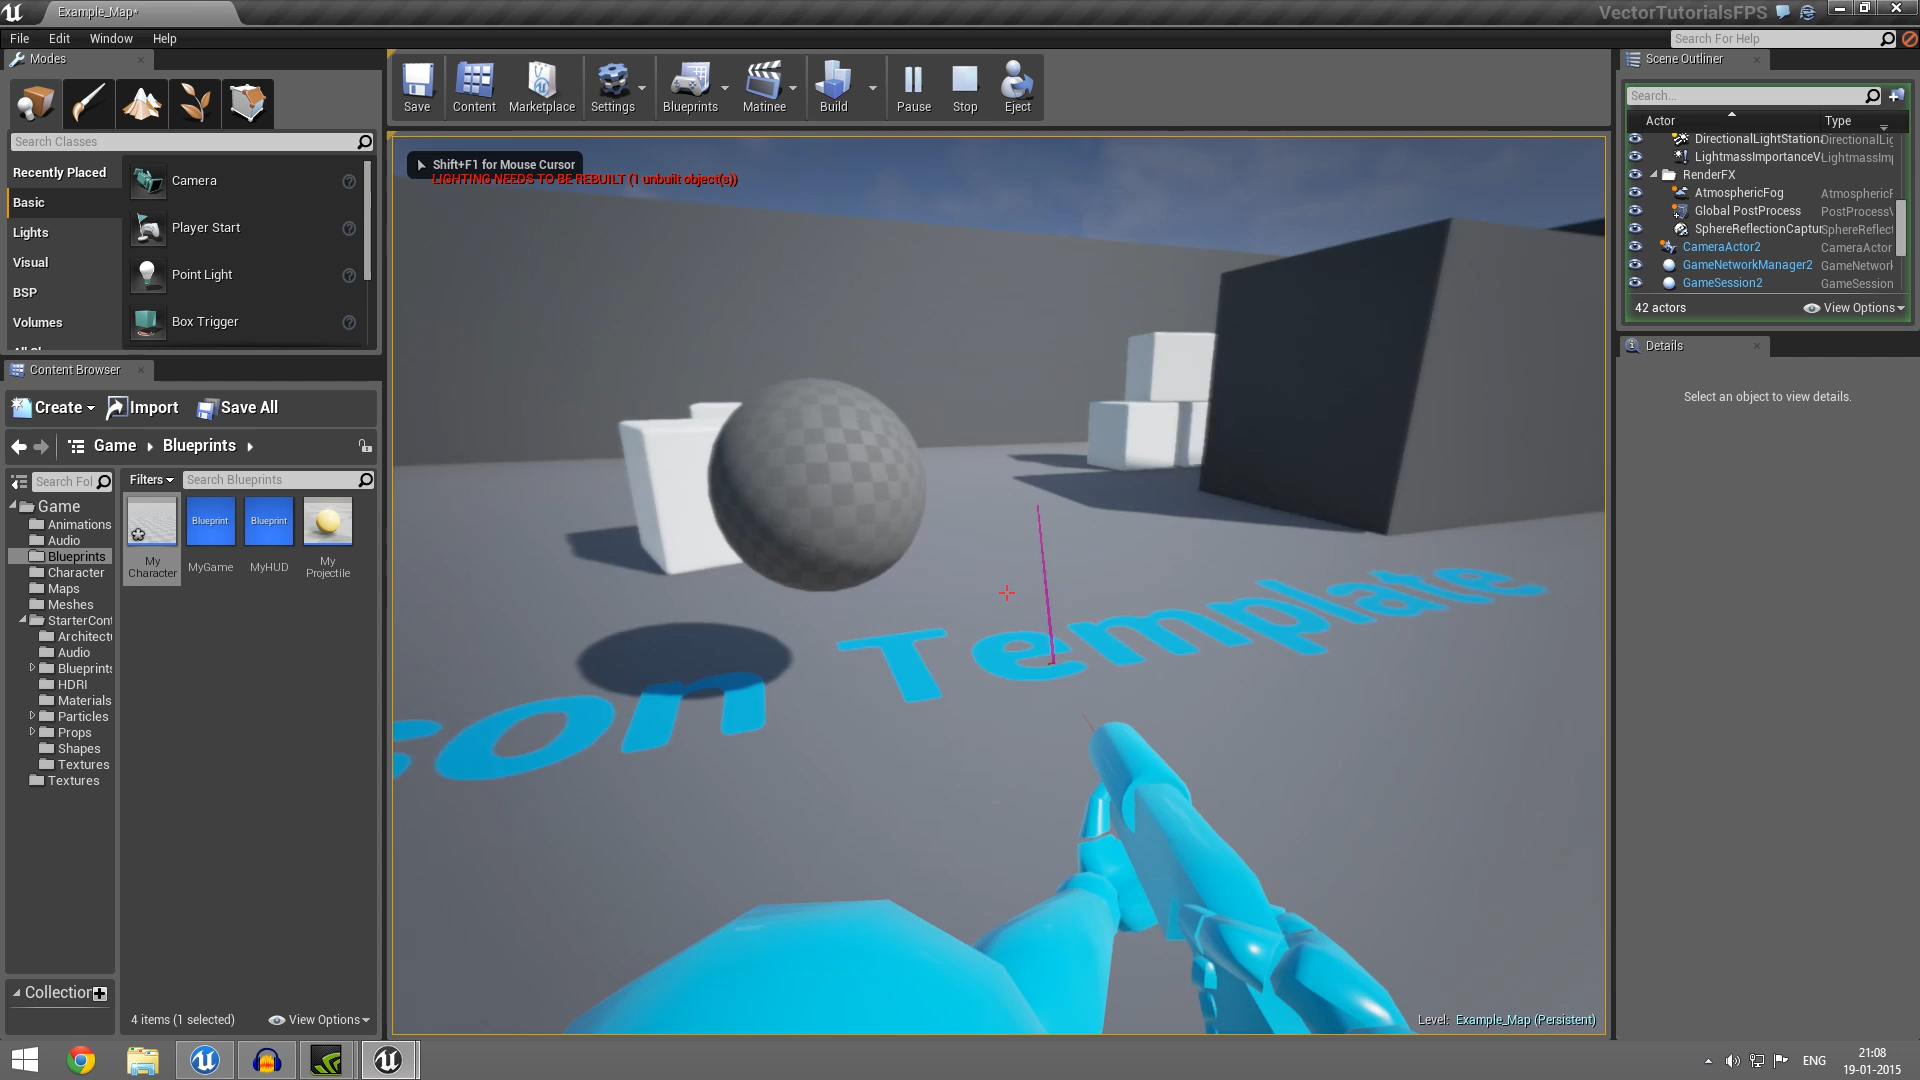 Example_Map*
VectorTutorialsFPS
File Edit Window Help
Search For Help
Modes
Search Classes
Recently Placed
Basic
Lights
Visual
BSP
Volumes
Camera
Player Start
Point Light
Box Trigger
Save
Content
Marketplace
Settings
Blueprints
Matinee
Build
Pause
Stop
Eject
Shift+F1 for Mouse Cursor
LIGHTING NEEDS TO BE REBUILT (1 unbuilt object(s))
son Template
Level: Example_Map (Persistent)
Content Browser
Create Import Save All
Game Blueprints
Search Fol
Filters
Search Blueprints
Game
Animations
Audio
Blueprints
Character
Maps
Meshes
StarterCont
Architectu
Audio
Blueprints
HDRI
Materials
Particles
Props
Shapes
Textures
Textures
Blueprint
Blueprint
My
Character
MyGame
MyHUD
My
Projectile
Collection
4 items (1 selected)
View Options
Scene Outliner
Search...
Actor Type
DirectionalLightStation DirectionalLig
LightmassImportanceV LightmassIm
RenderFX
AtmosphericFog AtmosphericF
Global PostProcess PostProcessV
SphereReflectionCaptur SphereReflect
CameraActor2 CameraActor
GameNetworkManager2 GameNetwork
GameSession2 GameSession
42 actors
View Options
Details
Select an object to view details.
ENG
21:08
19-01-2015